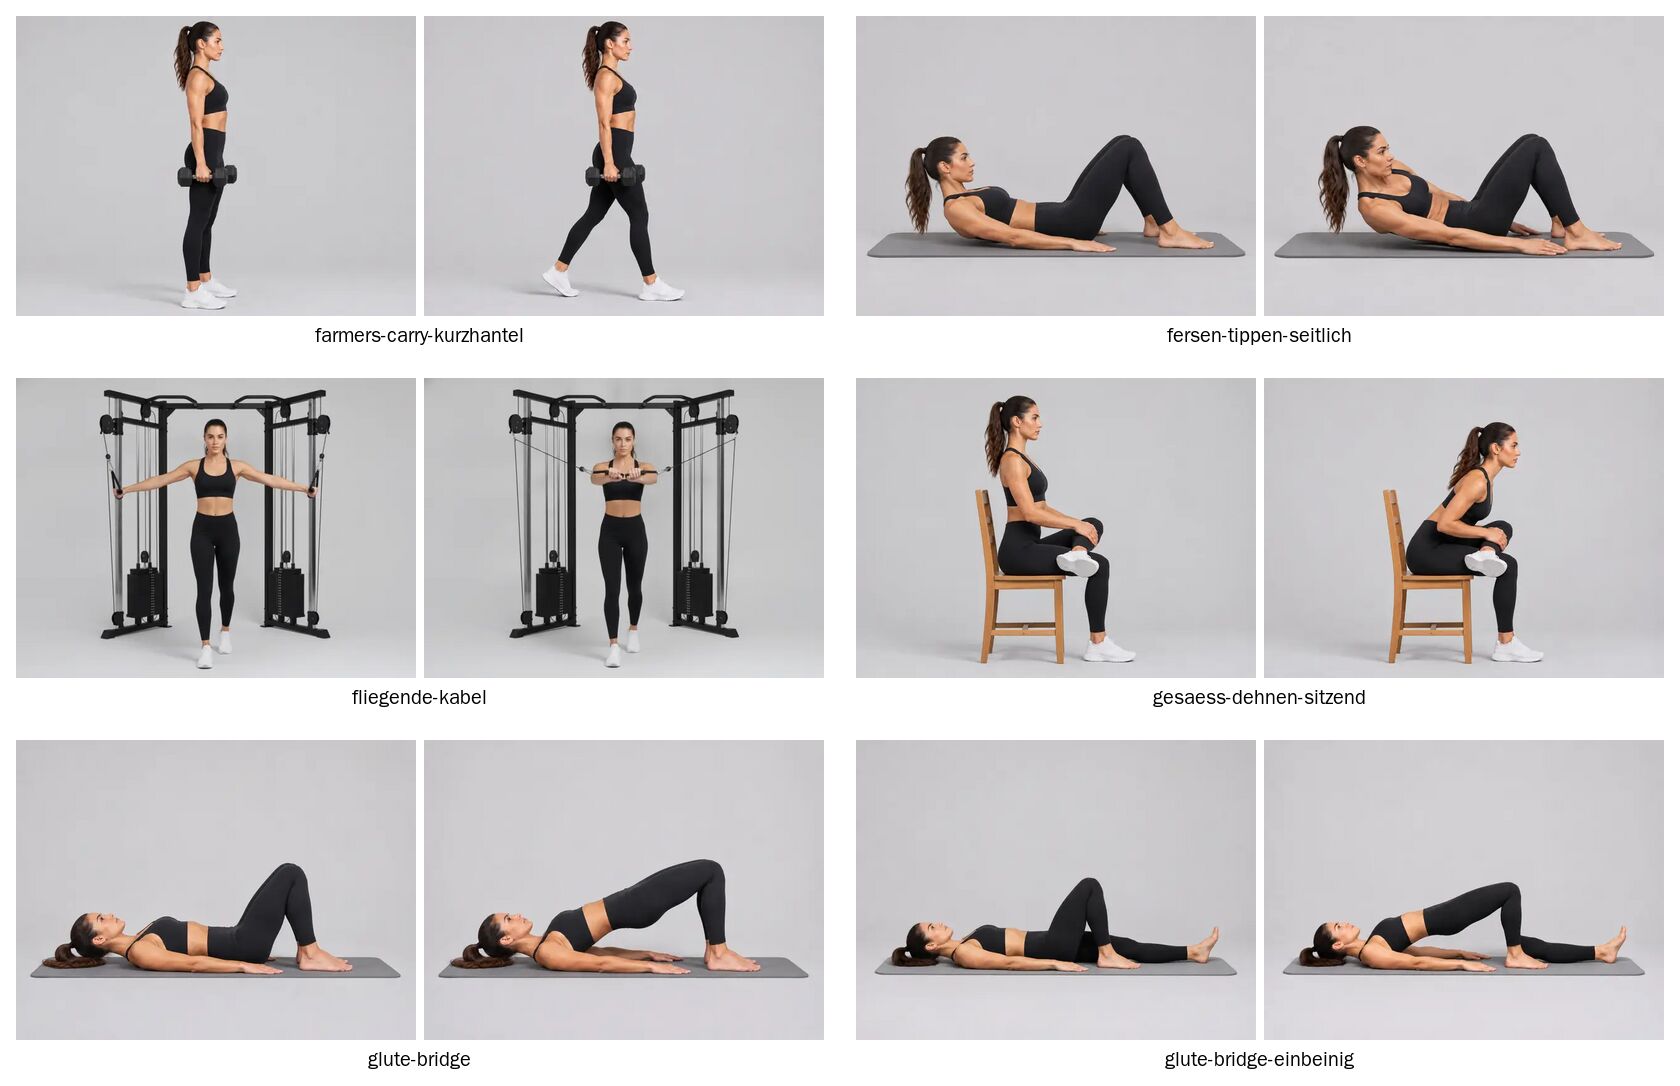 farmers-carry-kurzhantel
fersen-tippen-seitlich
fliegende-kabel
gesaess-dehnen-sitzend
glute-bridge
glute-bridge-einbeinig